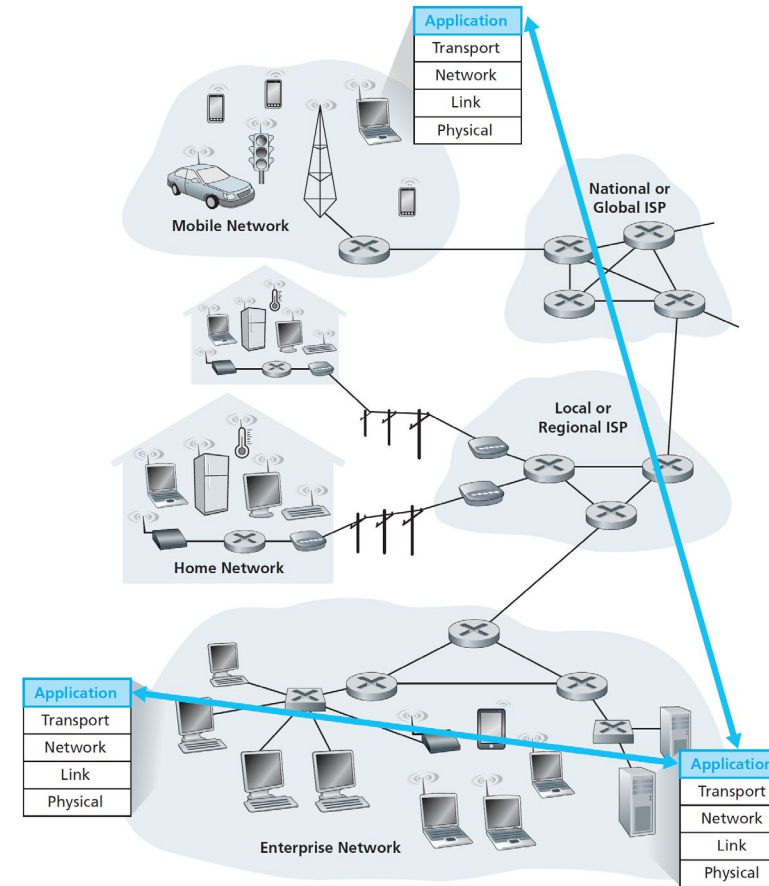 Application
Transport
Network
Link
Physical
National or
Global ISP
Mobile Network
Local or
Regional ISP
Home Network
Application
Transport
Network
Link
Physical
Enterprise Network
Application
Transport
Network
Link
Physical